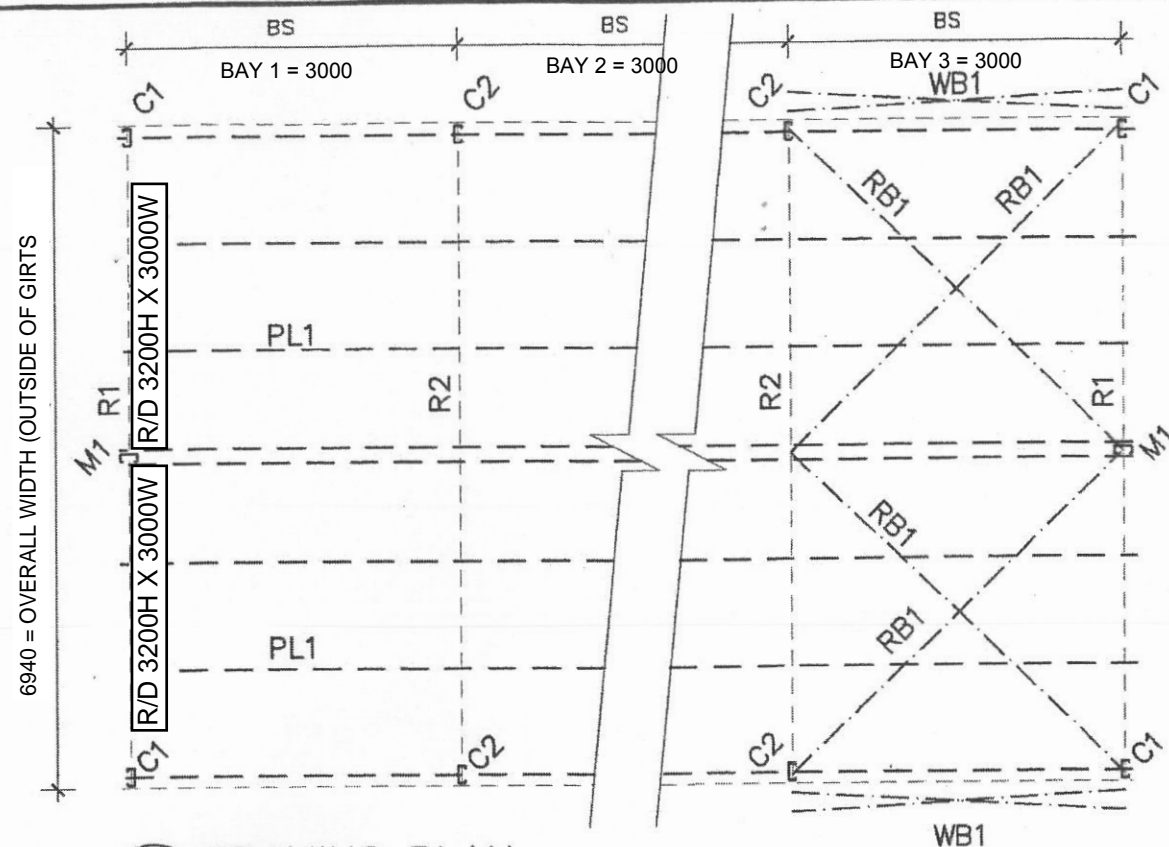 BS BS BS
BAY 1 = 3000 BAY 2 = 3000 BAY 3 = 3000
WB1
C1 C2 C2 C1
6940 = OVERALL WIDTH (OUTSIDE OF GIRTS
R/D 3200H X 3000W
RB1 RB1
PL1
R1 R2 R2 R1
M1 M1
R/D 3200H X 3000W
RB1
RB1
PL1
C1 C2 C2 C1
WB1